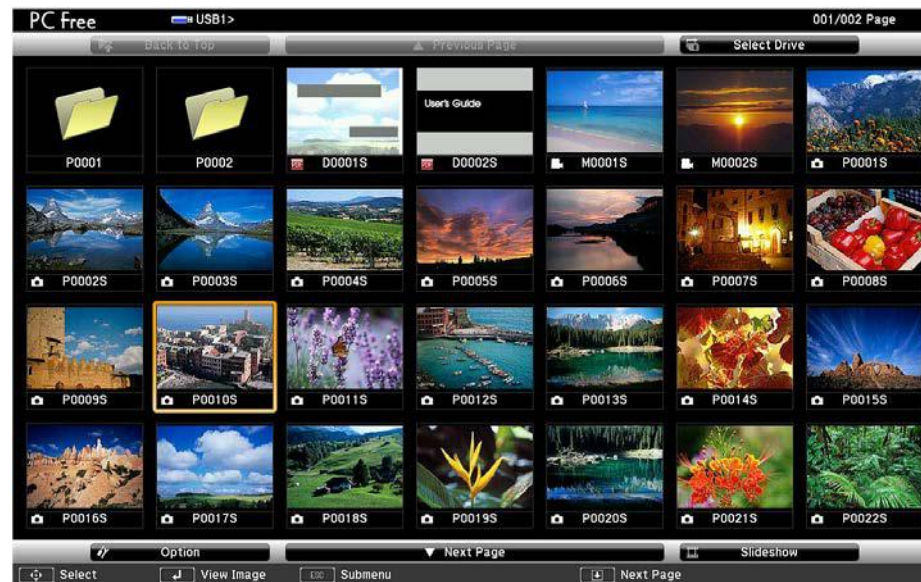 PC Free USB1> 001/002 Page
Back to Top Previous Page Select Drive
User's Guide
P0001 P0002 D0001S D0002S M0001S M0002S P0001S
P0002S P0003S P0004S P0005S P0006S P0007S P0008S
P0009S P0010S P0011S P0012S P0013S P0014S P0015S
P0016S P0017S P0018S P0019S P0020S P0021S P0022S
Option Next Page Slideshow
Select View Image Esc Submenu Next Page